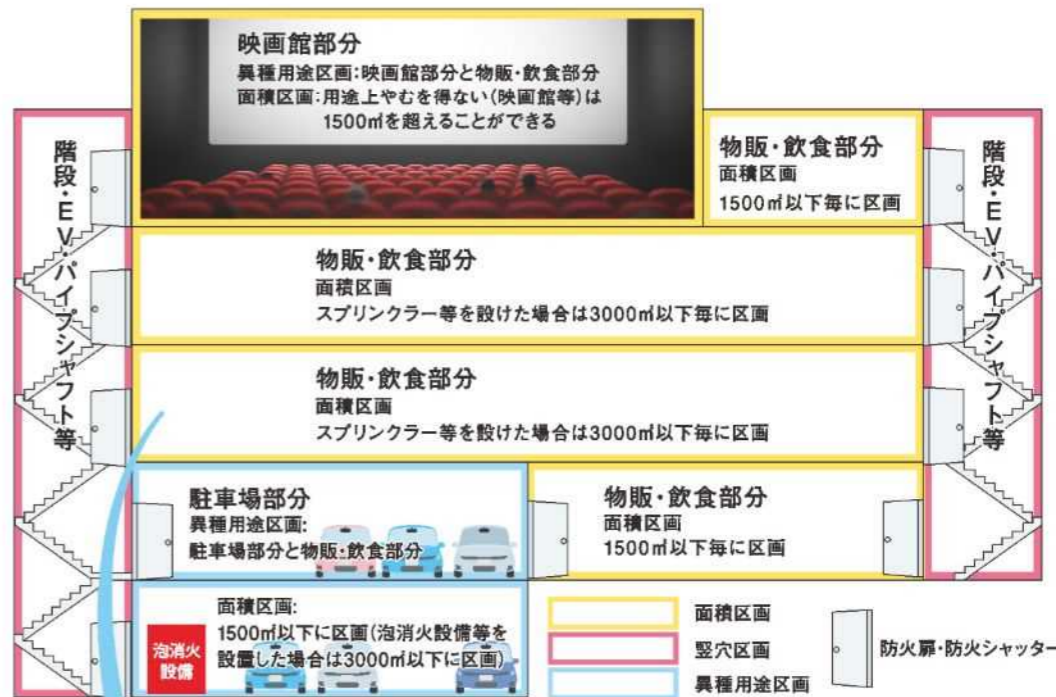 映画館部分
異種用途区画:映画館部分と物販・飲食部分
面積区画:用途上やむを得ない(映画館等)は
1500㎡を超えることができる
階段・EV・パイプシャフト等
物販・飲食部分
面積区画
1500㎡以下毎に区画
階段・EV・パイプシャフト等
物販・飲食部分
面積区画
スプリンクラー等を設けた場合は3000㎡以下毎に区画
物販・飲食部分
面積区画
スプリンクラー等を設けた場合は3000㎡以下毎に区画
駐車場部分
異種用途区画:
駐車場部分と物販・飲食部分
物販・飲食部分
面積区画
1500㎡以下毎に区画
面積区画:
1500㎡以下に区画(泡消火設備等を
設置した場合は3000㎡以下に区画)
泡消火
設備
面積区画
竪穴区画
異種用途区画
防火扉・防火シャッター